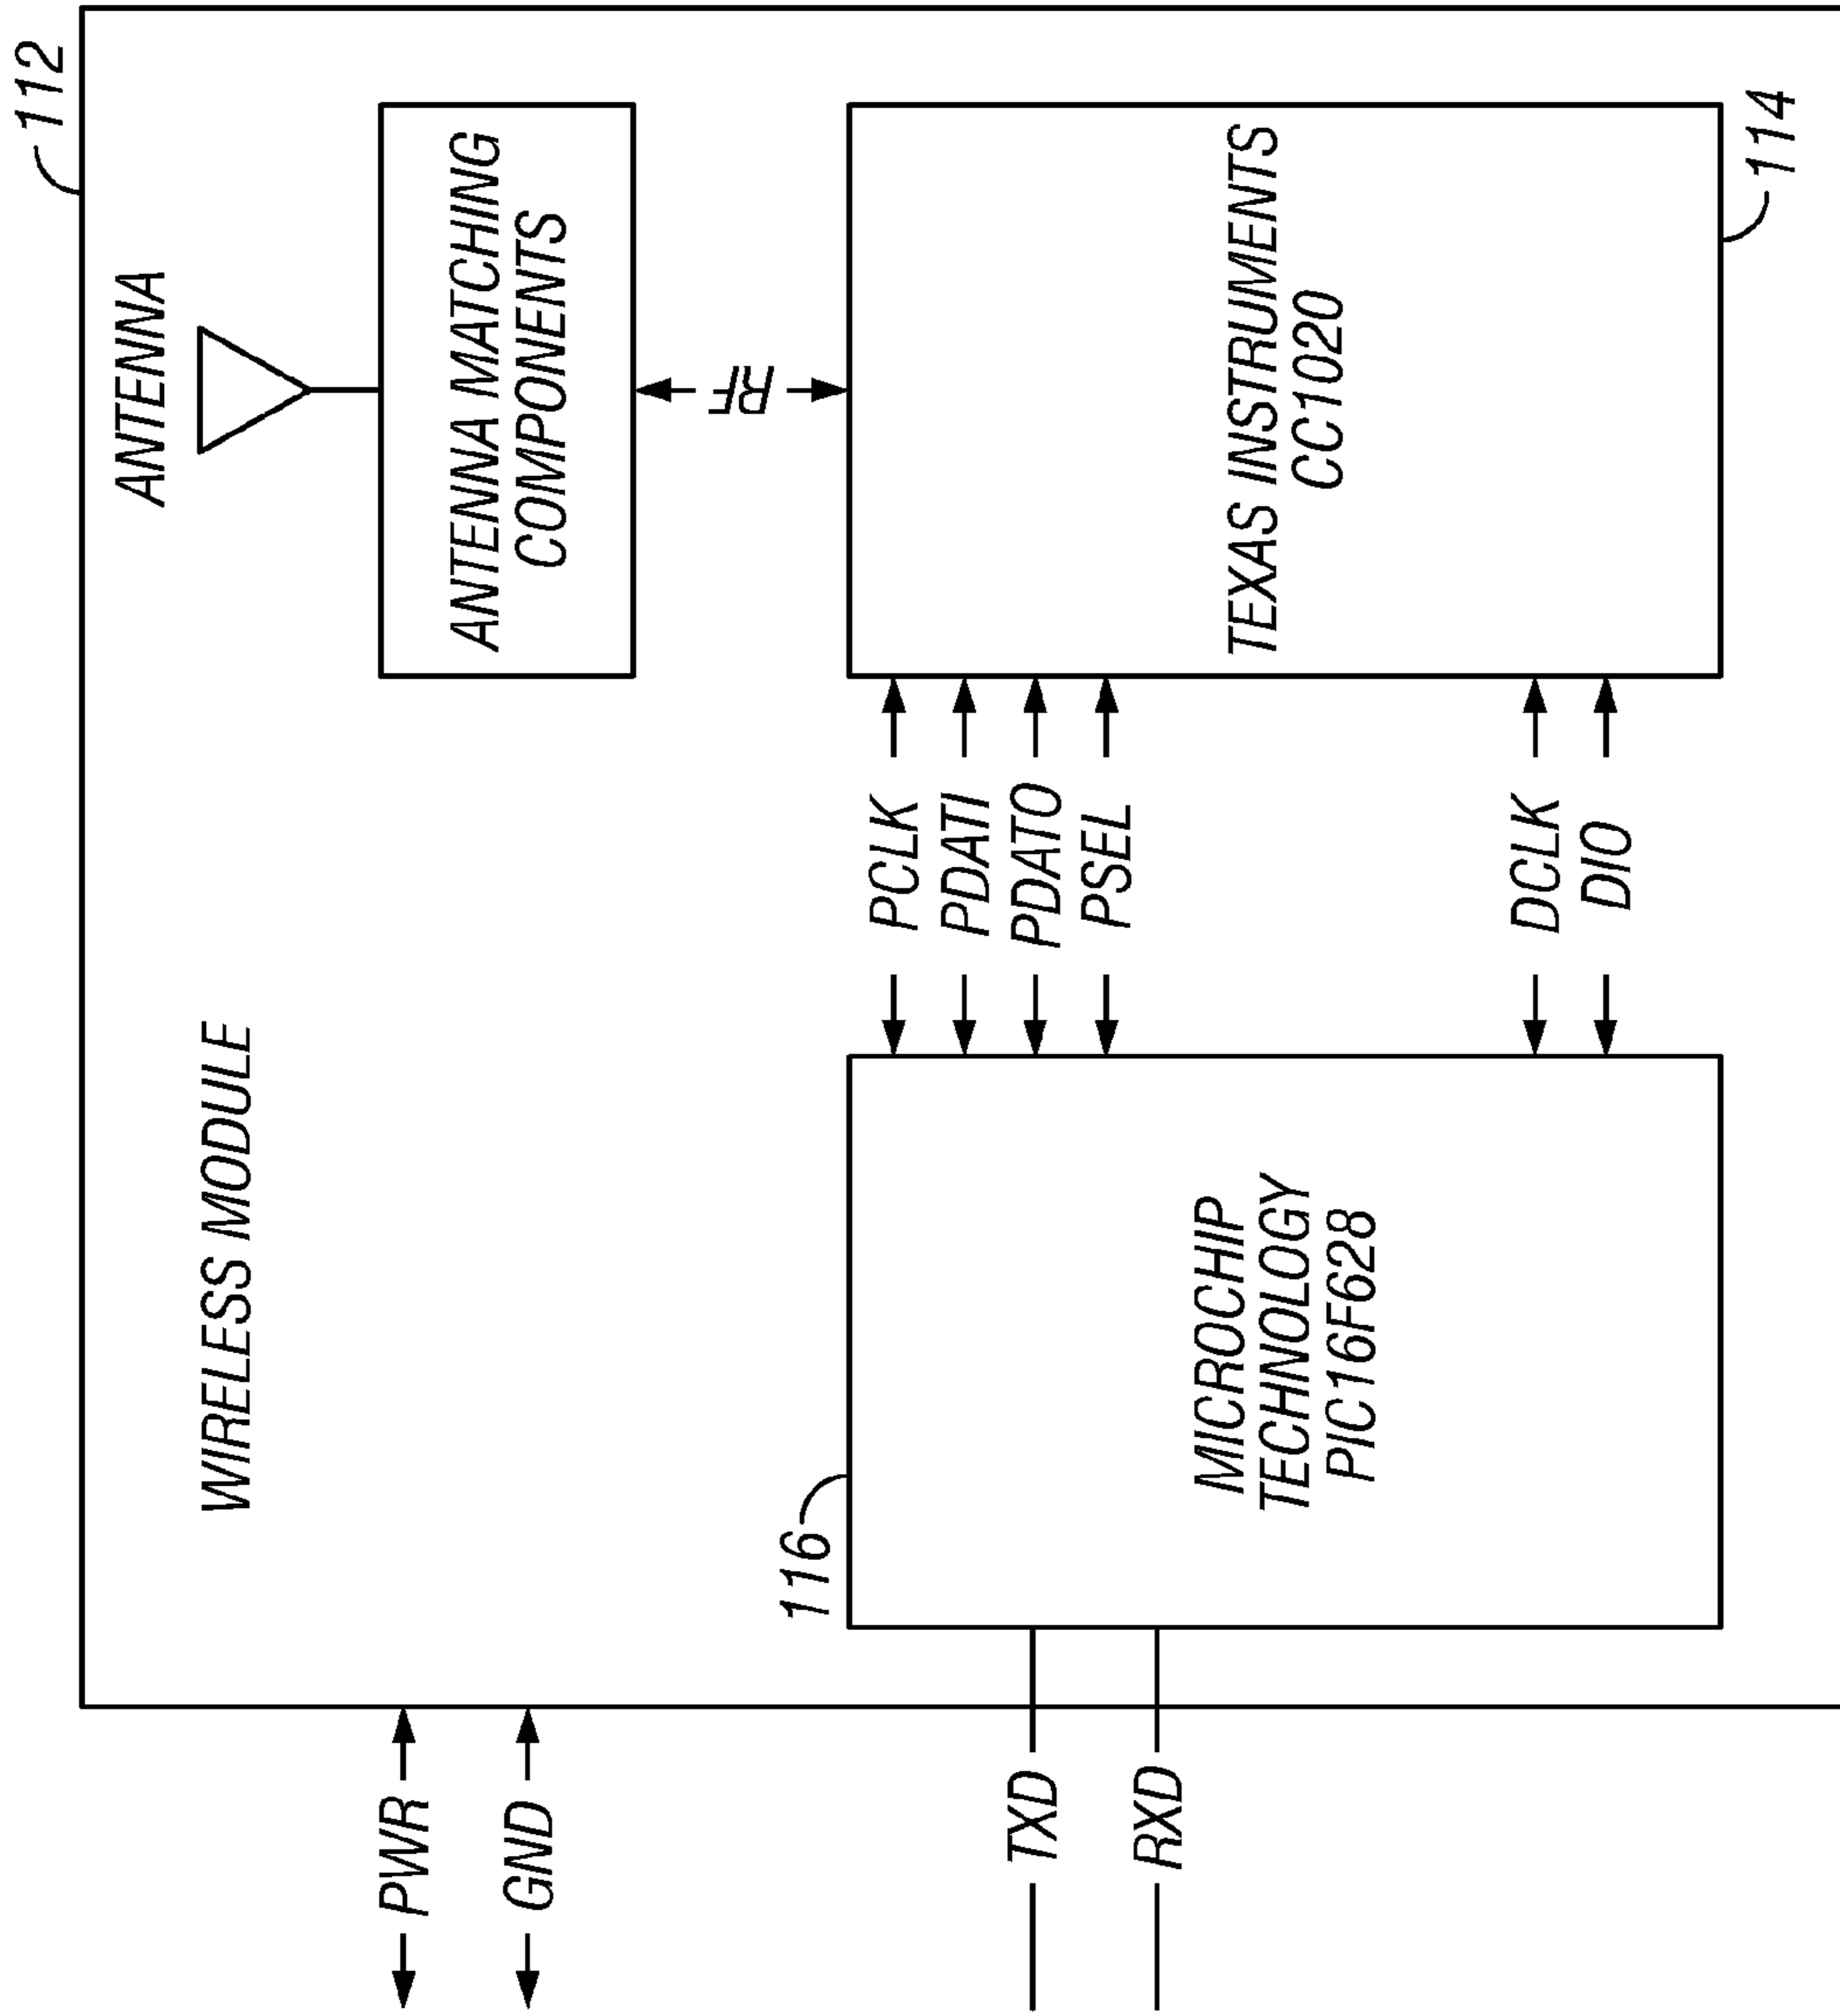 112
ANTENNA
WIRELESS MODULE
ANTENNA MATCHING
COMPONENTS
RF
PWR
GND
116
114
MICROCHIP
TECHNOLOGY
PIC16F628
TEXAS INSTRUMENTS
CC1020
PCLK
PDATI
PDATO
PSEL
DCLK
DIO
TXD
RXD